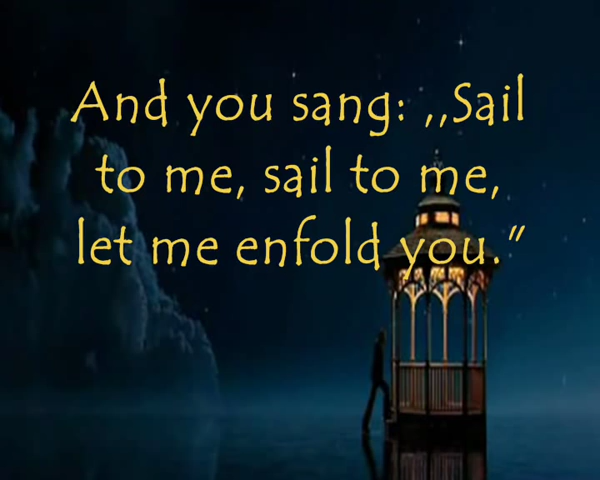 And you sang: ,,Sail
to me, sail to me,
let me enfold you.”